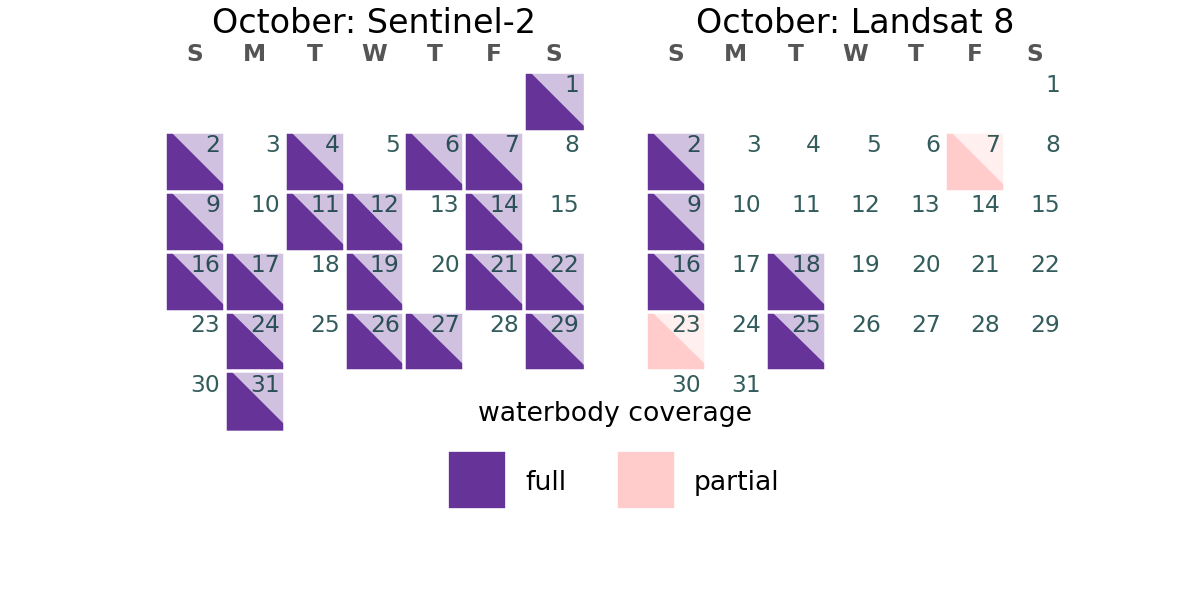 October: Sentinel-2
S M T W T F S
1
2 3 4 5 6 7 8
9 10 11 12 13 14 15
16 17 18 19 20 21 22
23 24 25 26 27 28 29
30 31
October: Landsat 8
S M T W T F S
1
2 3 4 5 6 7 8
9 10 11 12 13 14 15
16 17 18 19 20 21 22
23 24 25 26 27 28 29
30 31
waterbody coverage
full partial